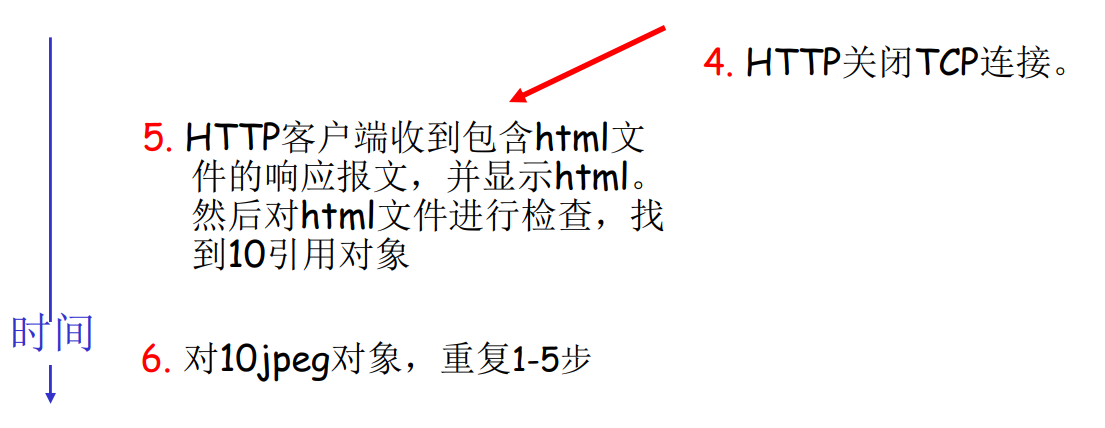 4. HTTP关闭TCP连接。
5. HTTP客户端收到包含html文
件的响应报文，并显示html。
然后对html文件进行检查，找
到10引用对象
时间
6. 对10jpeg对象，重复1-5步